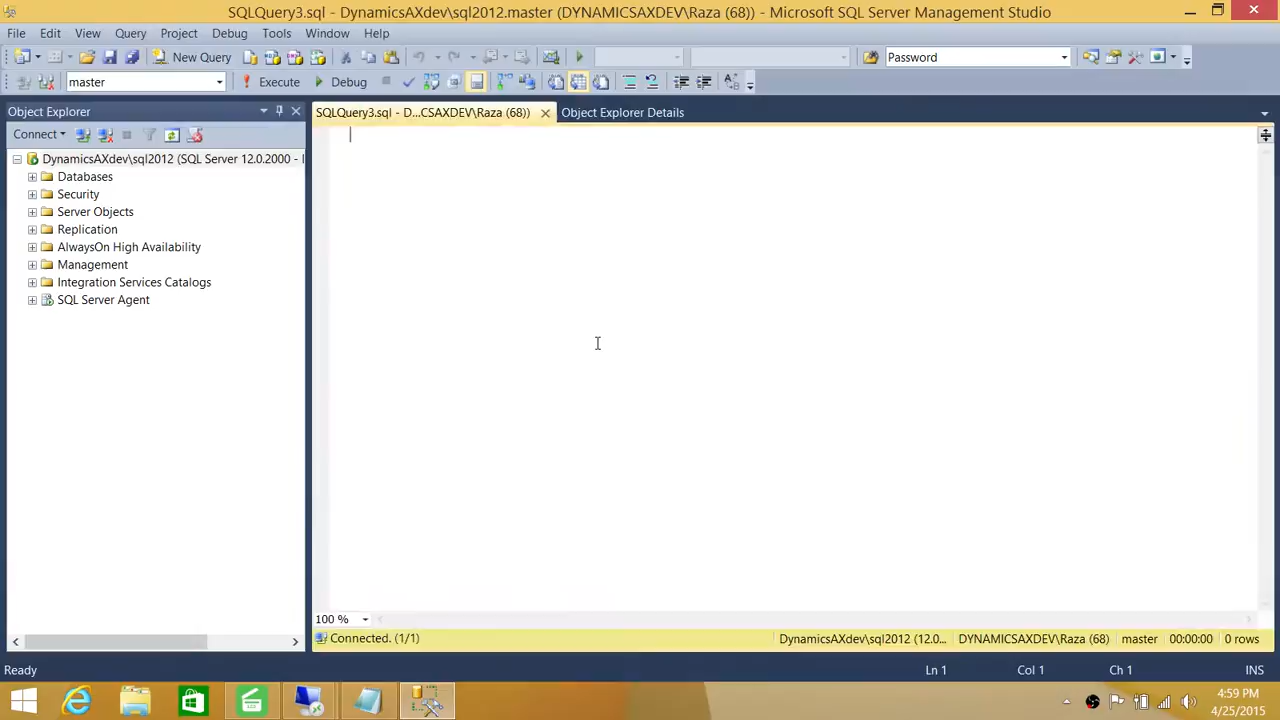 SQLQuery3.sql - DynamicsAXdev\sql2012.master (DYNAMICSAXDEV\Raza (68)) - Microsoft SQL Server Management Studio
File Edit View Query Project Debug Tools Window Help
New Query Password
master Execute Debug
Object Explorer
SQLQuery3.sql - D...CSAXDEV\Raza (68)) Object Explorer Details
Connect
DynamicsAXdev\sql2012 (SQL Server 12.0.2000 - I
Databases
Security
Server Objects
Replication
AlwaysOn High Availability
Management
Integration Services Catalogs
SQL Server Agent
100 %
Connected. (1/1) DynamicsAXdev\sql2012 (12.0... DYNAMICSAXDEV\Raza (68) master 00:00:00 0 rows
Ready Ln 1 Col 1 Ch 1 INS
4:59 PM
4/25/2015